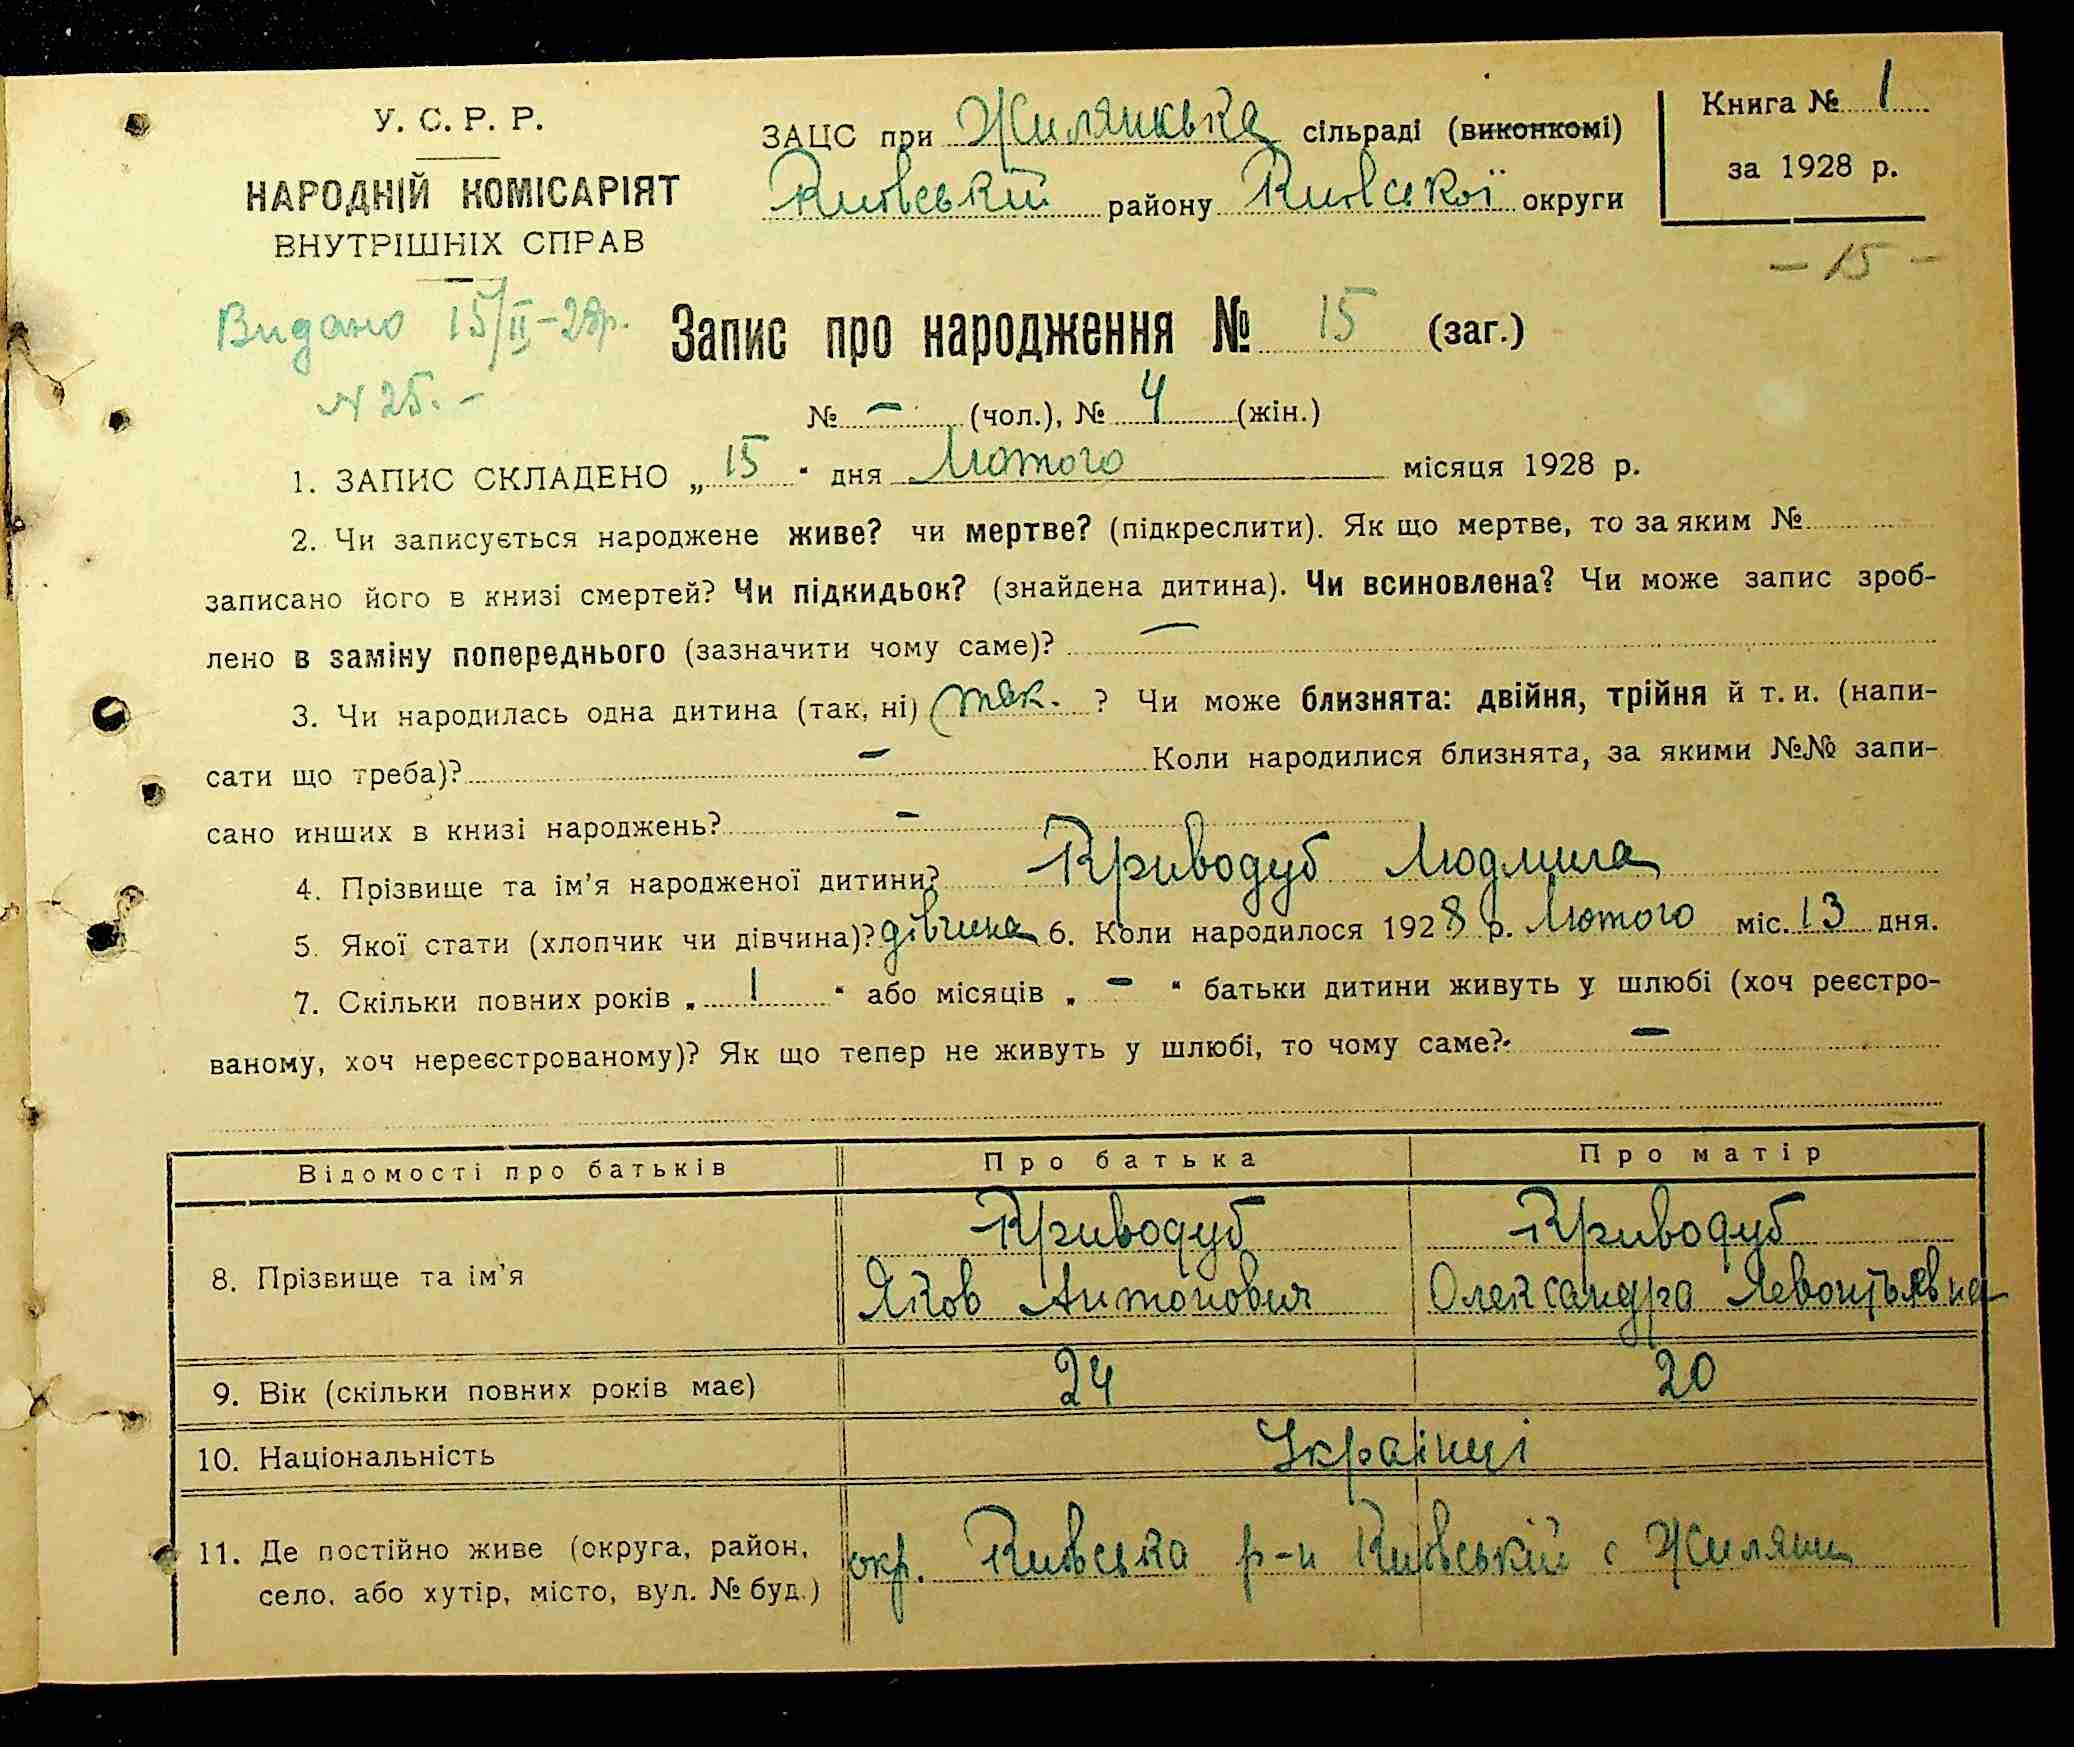 У. С. Р. Р.
НАРОДНІЙ КОМІСАРІЯТ
ВНУТРІШНІХ СПРАВ
ЗАЦС при Жилянська сільраді (виконкомі)
Київський району Київської округи
Книга № 1
за 1928 р.
– 15 –
Видано 15/II–28р.
N 25. –
Запис про народження № 15 (заг.)
№ – (чол.), № 4 (жін.)
1. ЗАПИС СКЛАДЕНО „ 15 “ дня Лютого місяця 1928 р.
2. Чи записується народжене живе? чи мертве? (підкреслити). Як що мертве, то за яким №
записано його в книзі смертей? Чи підкидьок? (знайдена дитина). Чи всиновлена? Чи може запис зроб-
лено в заміну попереднього (зазначити чому саме)? –
3. Чи народилась одна дитина (так, ні) так. ? Чи може близнята: двійня, трійня й т. и. (напи-
сати що треба)? – Коли народилися близнята, за якими №№ запи-
сано инших в книзі народжень? –
4. Прізвище та ім’я народженої дитини? Криводуб Людмила
5. Якої стати (хлопчик чи дівчина)? дівчина 6. Коли народилося 1928 р. Лютого міс. 13 дня.
7. Скільки повних років „ 1 “ або місяців „ – “ батьки дитини живуть у шлюбі (хоч реєстро-
ваному, хоч нереєстрованому)? Як що тепер не живуть у шлюбі, то чому саме? –
Відомості про батьків Про батька Про матір
8. Прізвище та ім’я
Криводуб
Яков Антонович
Криводуб
Олександра Левонтьевна
9. Вік (скільки повних років має) 24 20
10. Національність Украінці
11. Де постійно живе (округа, район,
село, або хутір, місто, вул. № буд.)
окр. Київська р-н Київській с Жиляни